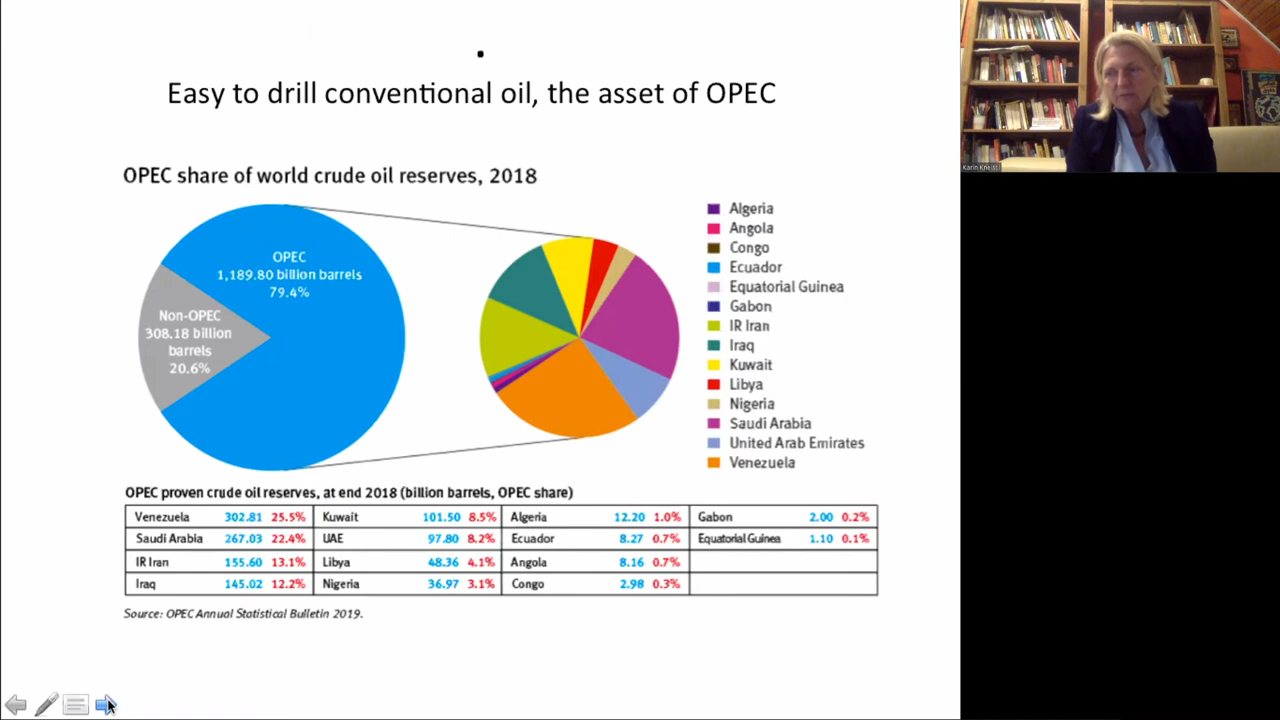 Easy to drill conventional oil, the asset of OPEC
OPEC share of world crude oil reserves, 2018
OPEC
1,189.80 billion barrels
79.4%
Non-OPEC
308.18 billion
barrels
20.6%
Algeria
Angola
Congo
Ecuador
Equatorial Guinea
Gabon
IR Iran
Iraq
Kuwait
Libya
Nigeria
Saudi Arabia
United Arab Emirates
Venezuela
OPEC proven crude oil reserves, at end 2018 (billion barrels, OPEC share)
Venezuela 302.81 25.5% Kuwait 101.50 8.5% Algeria 12.20 1.0% Gabon 2.00 0.2%
Saudi Arabia 267.03 22.4% UAE 97.80 8.2% Ecuador 8.27 0.7% Equatorial Guinea 1.10 0.1%
IR Iran 155.60 13.1% Libya 48.36 4.1% Angola 8.16 0.7%
Iraq 145.02 12.2% Nigeria 36.97 3.1% Congo 2.98 0.3%
Source: OPEC Annual Statistical Bulletin 2019.
Karin Kneissl